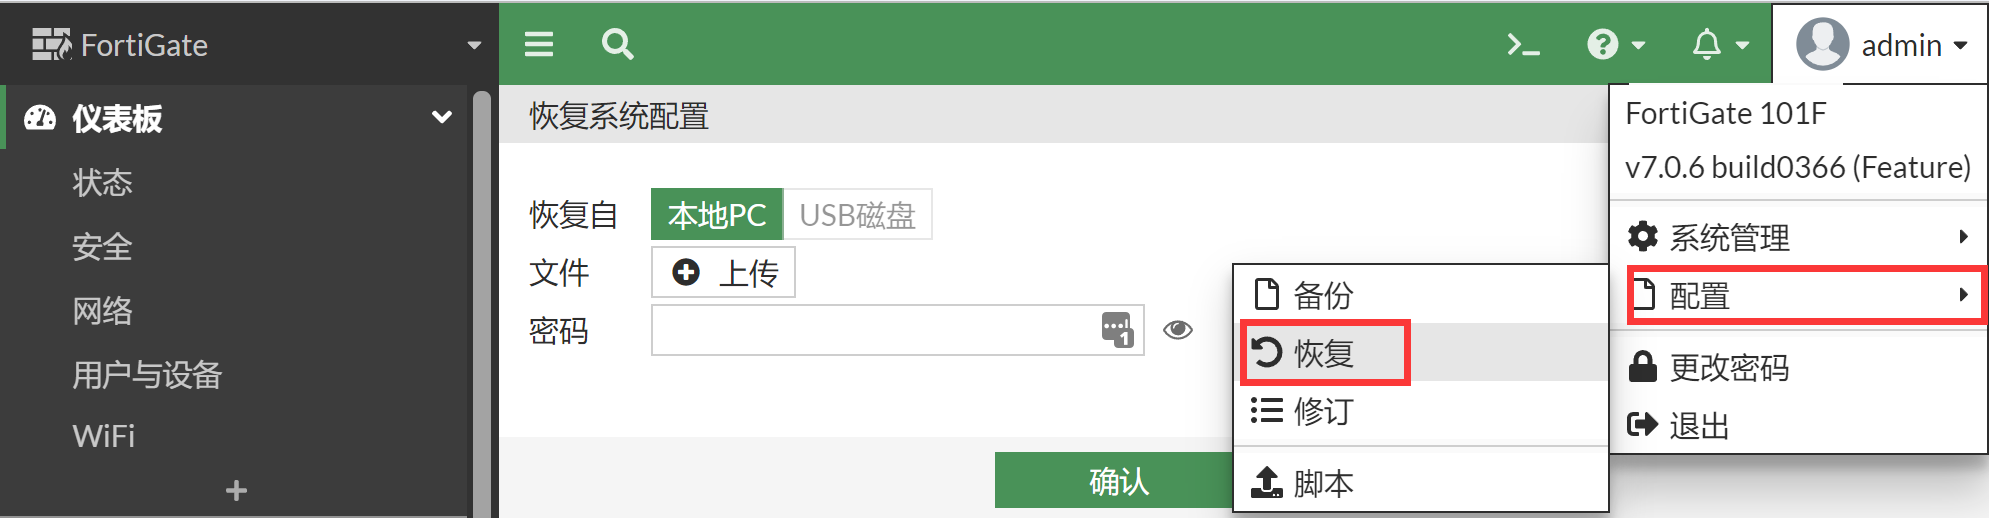 FortiGate
admin
仪表板
状态
安全
网络
用户与设备
WiFi
恢复系统配置
恢复自
本地PC
USB磁盘
文件
上传
密码
1
确认
FortiGate 101F
v7.0.6 build0366 (Feature)
系统管理
配置
更改密码
退出
备份
恢复
修订
脚本